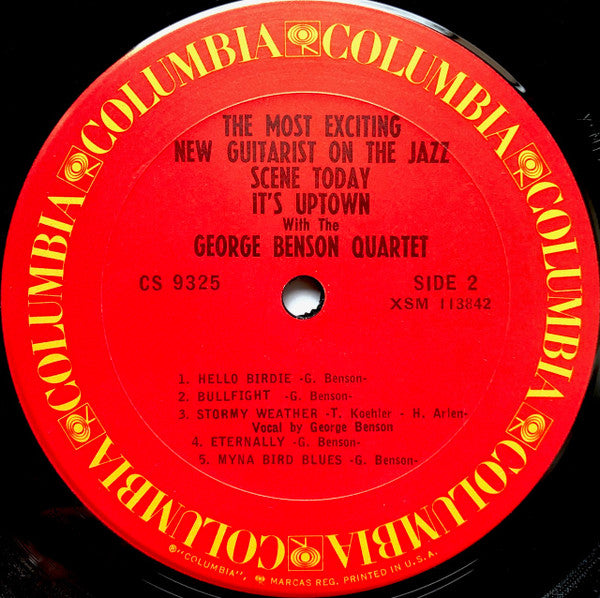 COLUMBIA COLUMBIA COLUMBIA COLUMBIA COLUMBIA COLUMBIA
THE MOST EXCITING
NEW GUITARIST ON THE JAZZ
SCENE TODAY
IT'S UPTOWN
With The
GEORGE BENSON QUARTET
CS 9325
SIDE 2
XSM 113842
1. HELLO BIRDIE -G. Benson-
2. BULLFIGHT -G. Benson-
3. STORMY WEATHER -T. Koehler - H. Arlen-
Vocal by George Benson
4. ETERNALLY -G. Benson-
5. MYNA BIRD BLUES -G. Benson-
®"COLUMBIA", MARCAS REG. PRINTED IN U.S.A.